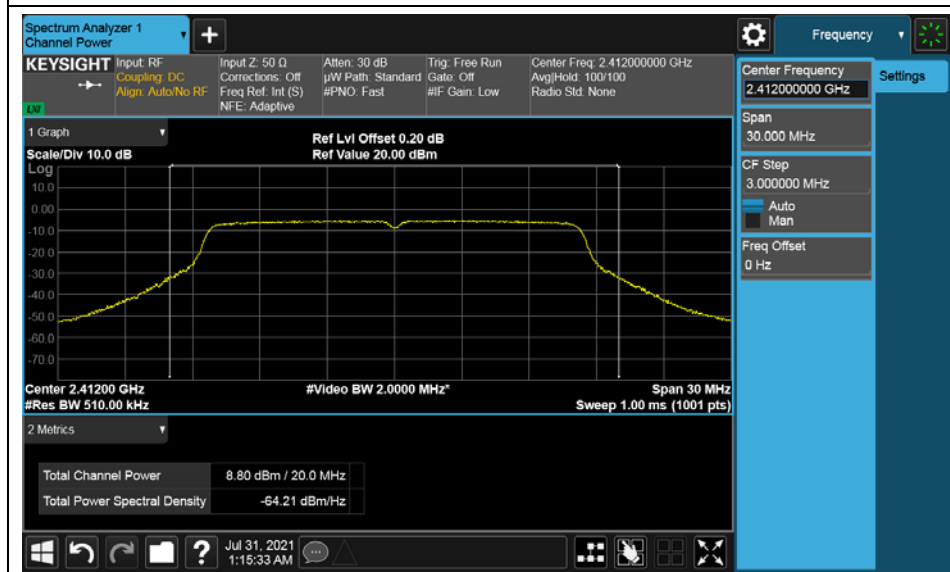 Spectrum Analyzer 1
Channel Power
+
Frequency
KEYSIGHT
Input: RF
Coupling: DC
Align: Auto/No RF
Input Z: 50 Ω
Corrections: Off
Freq Ref: Int (S)
NFE: Adaptive
Atten: 30 dB
µW Path: Standard
#PNO: Fast
Trig: Free Run
Gate: Off
#IF Gain: Low
Center Freq: 2.412000000 GHz
Avg|Hold: 100/100
Radio Std: None
LXI
Center Frequency
2.412000000 GHz
Settings
Span
30.000 MHz
CF Step
3.000000 MHz
Auto
Man
Freq Offset
0 Hz
1 Graph
Scale/Div 10.0 dB
Ref Lvl Offset 0.20 dB
Ref Value 20.00 dBm
Log
10.0
0.00
-10.0
-20.0
-30.0
-40.0
-50.0
-60.0
-70.0
Center 2.41200 GHz
#Video BW 2.0000 MHz*
Span 30 MHz
#Res BW 510.00 kHz
Sweep 1.00 ms (1001 pts)
2 Metrics
Total Channel Power 8.80 dBm / 20.0 MHz
Total Power Spectral Density -64.21 dBm/Hz
?
Jul 31, 2021
1:15:33 AM